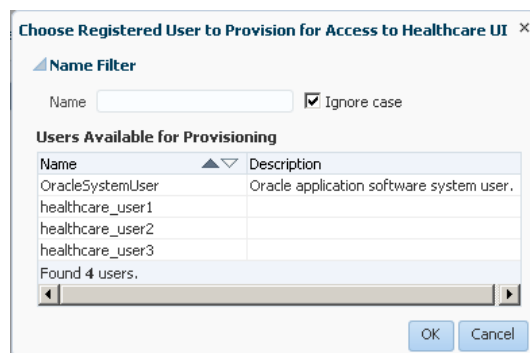 Choose Registered User to Provision for Access to Healthcare UI
Name Filter
Name Ignore case
Users Available for Provisioning
Name Description
OracleSystemUser Oracle application software system user.
healthcare_user1
healthcare_user2
healthcare_user3
Found 4 users.
OK Cancel